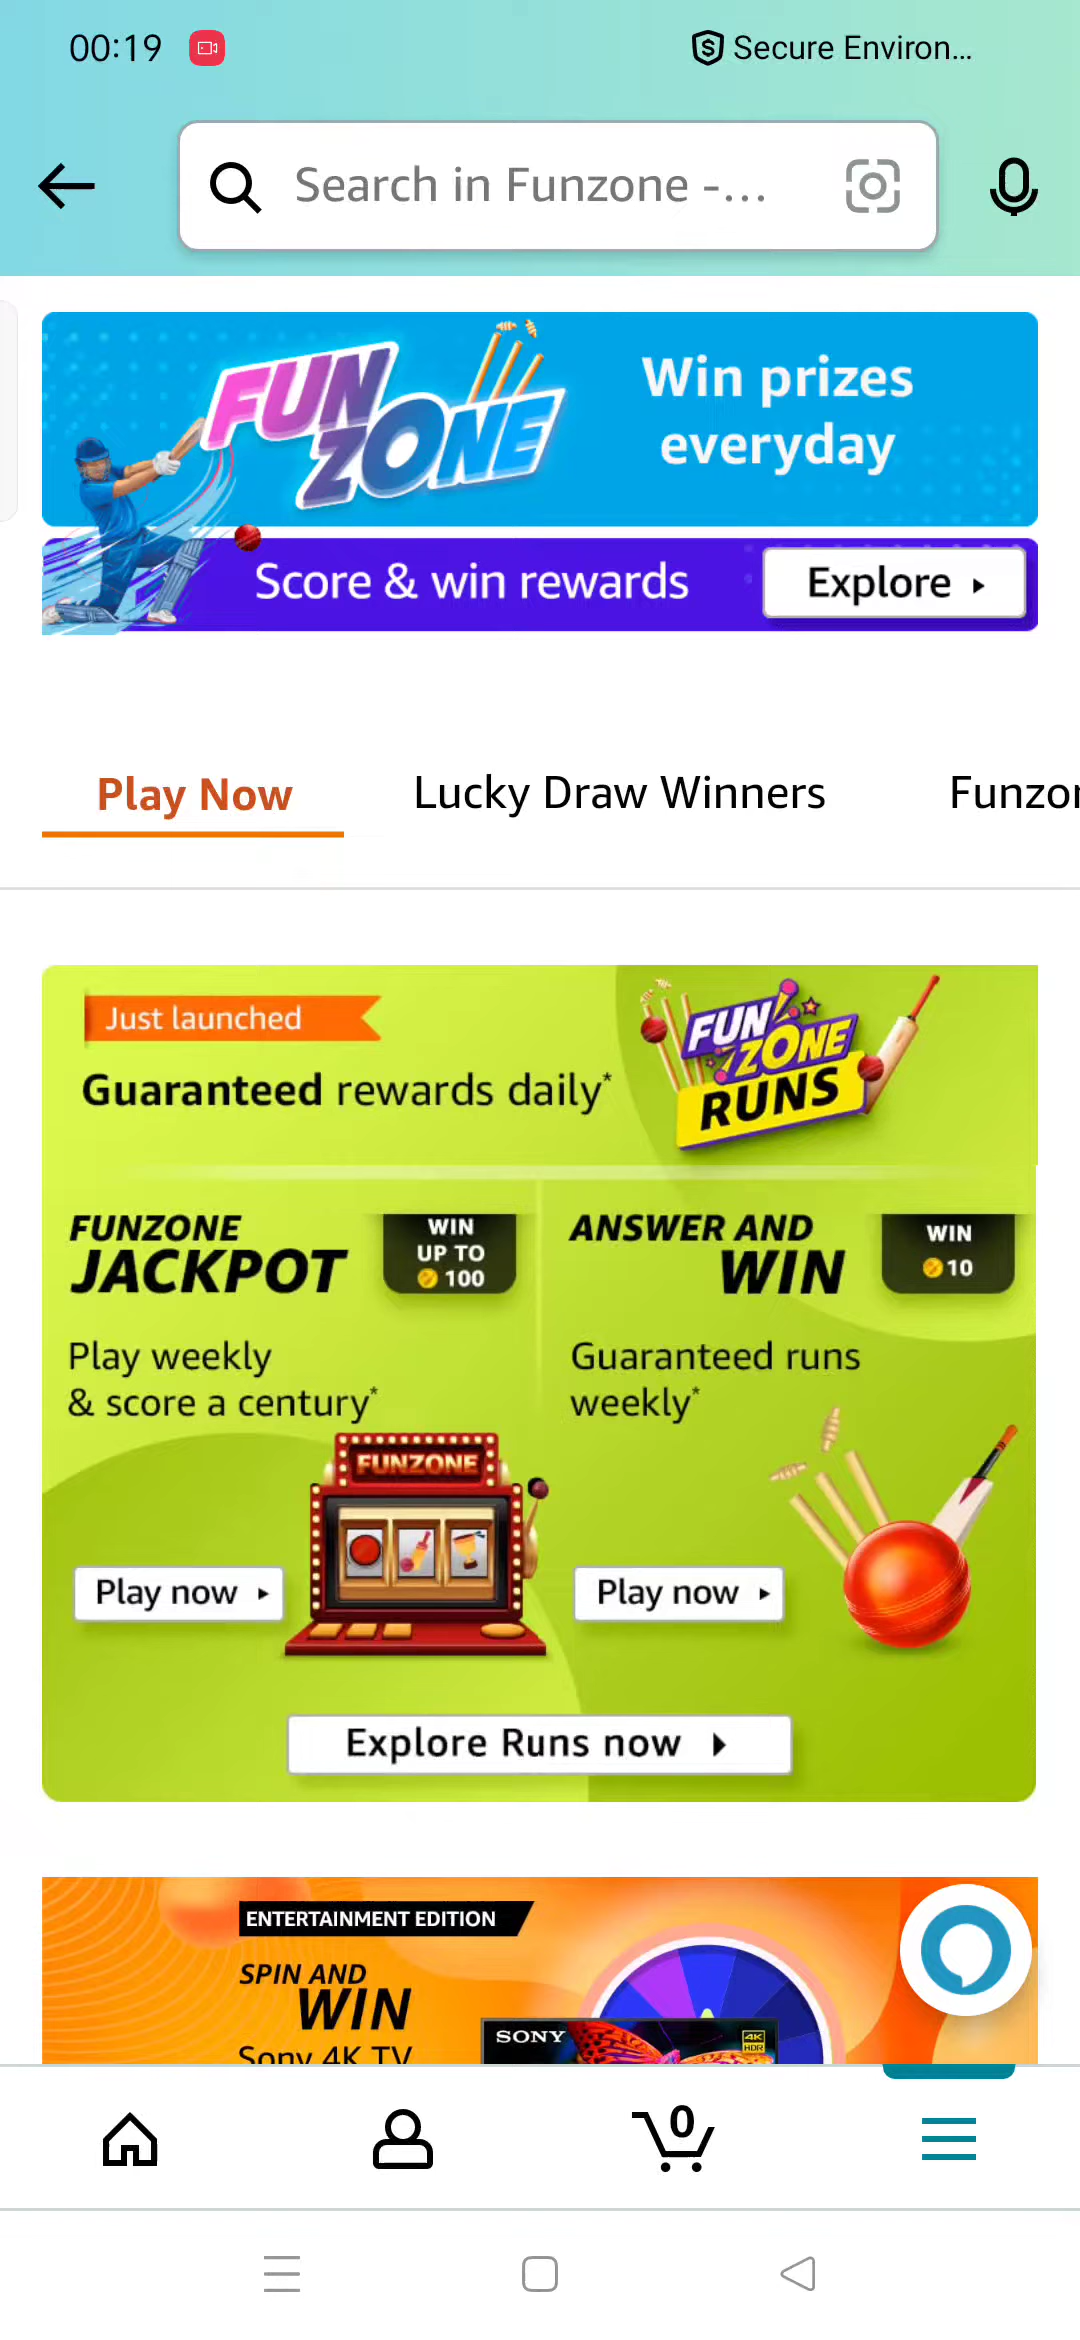 00:19
Secure Environ...
Search in Funzone -...
FUN
ZONE
Win prizes
everyday
Score & win rewards
Explore
Play Now
Lucky Draw Winners
Funzon
Just launched
Guaranteed rewards daily*
FUN
ZONE
RUNS
FUNZONE
JACKPOT
WIN
UP TO
100
Play weekly
& score a century*
FUNZONE
Play now
ANSWER AND
WIN
WIN
10
Guaranteed runs
weekly*
Play now
Explore Runs now
ENTERTAINMENT EDITION
SPIN AND
WIN
Sony 4K TV
SONY
4K
HDR
0